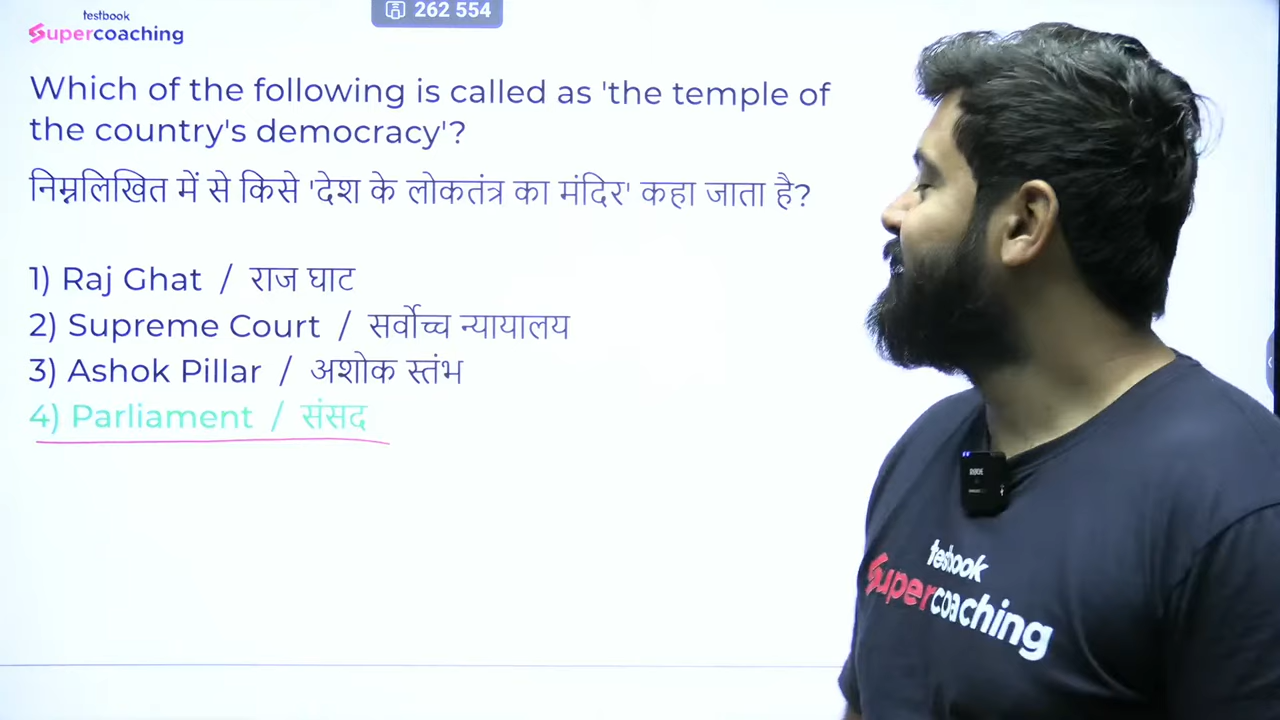 testbook
Supercoaching
262 554
Which of the following is called as 'the temple of
the country's democracy'?
निम्नलिखित में से किसे 'देश के लोकतंत्र का मंदिर' कहा जाता है?
1) Raj Ghat / राज घाट
2) Supreme Court / सर्वोच्च न्यायालय
3) Ashok Pillar / अशोक स्तंभ
4) Parliament / संसद
testbook
Supercoaching